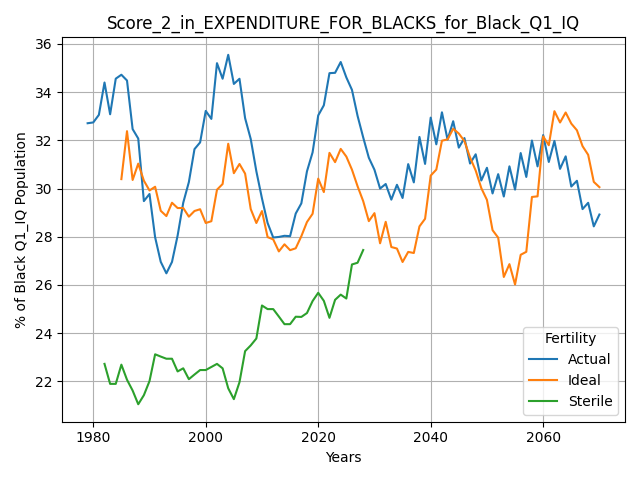 Score_2_in_EXPENDITURE_FOR_BLACKS_for_Black_Q1_IQ
% of Black Q1_IQ Population
36
34
32
30
28
26
24
22
1980
2000
2020
2040
2060
Years
Fertility
Actual
Ideal
Sterile